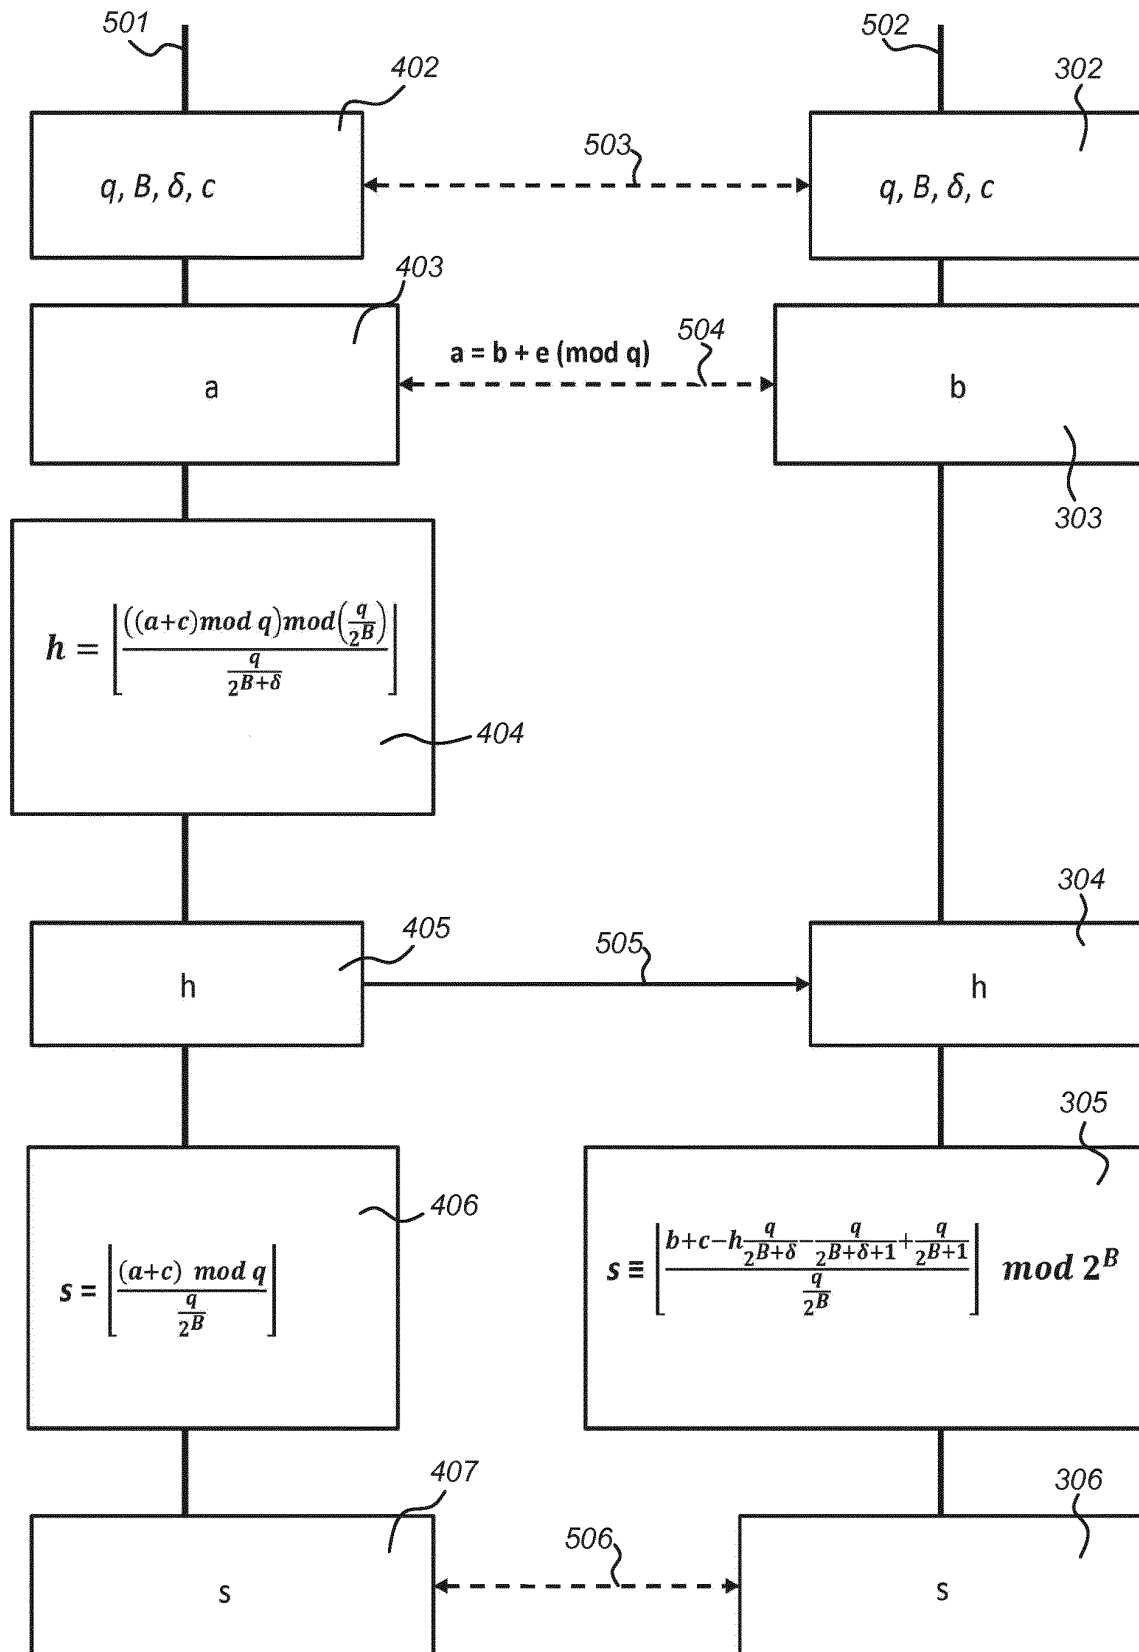 501
502
402
302
503
q, B, δ, c
q, B, δ, c
403
504
a = b + e (mod q)
a
b
303
h = ⌊((a+c)mod q)mod(q/2^B) / (q/2^(B+δ))⌋
404
304
405
505
h
h
305
406
s = ⌊(a+c) mod q / (q/2^B)⌋
s ≡ ⌊(b+c−h q/2^(B+δ) − q/2^(B+δ+1) + q/2^(B+1)) / (q/2^B)⌋ mod 2^B
407
306
506
s
s